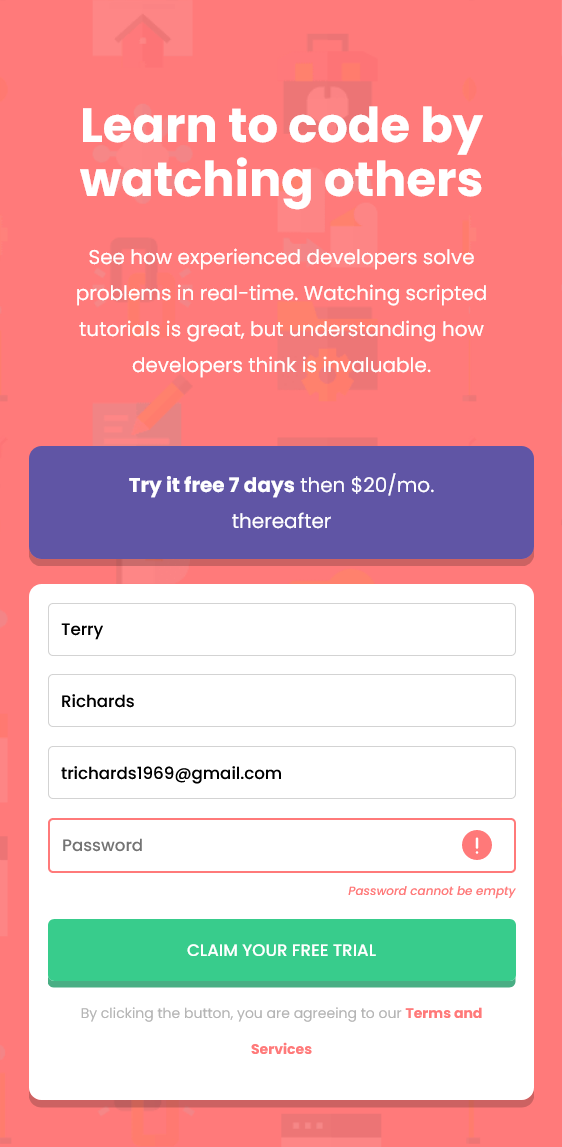 Learn to code by
watching others
See how experienced developers solve
problems in real-time. Watching scripted
tutorials is great, but understanding how
developers think is invaluable.
Try it free 7 days then $20/mo.
thereafter
Terry
Richards
trichards1969@gmail.com
Password
Password cannot be empty
CLAIM YOUR FREE TRIAL
By clicking the button, you are agreeing to our Terms and
Services